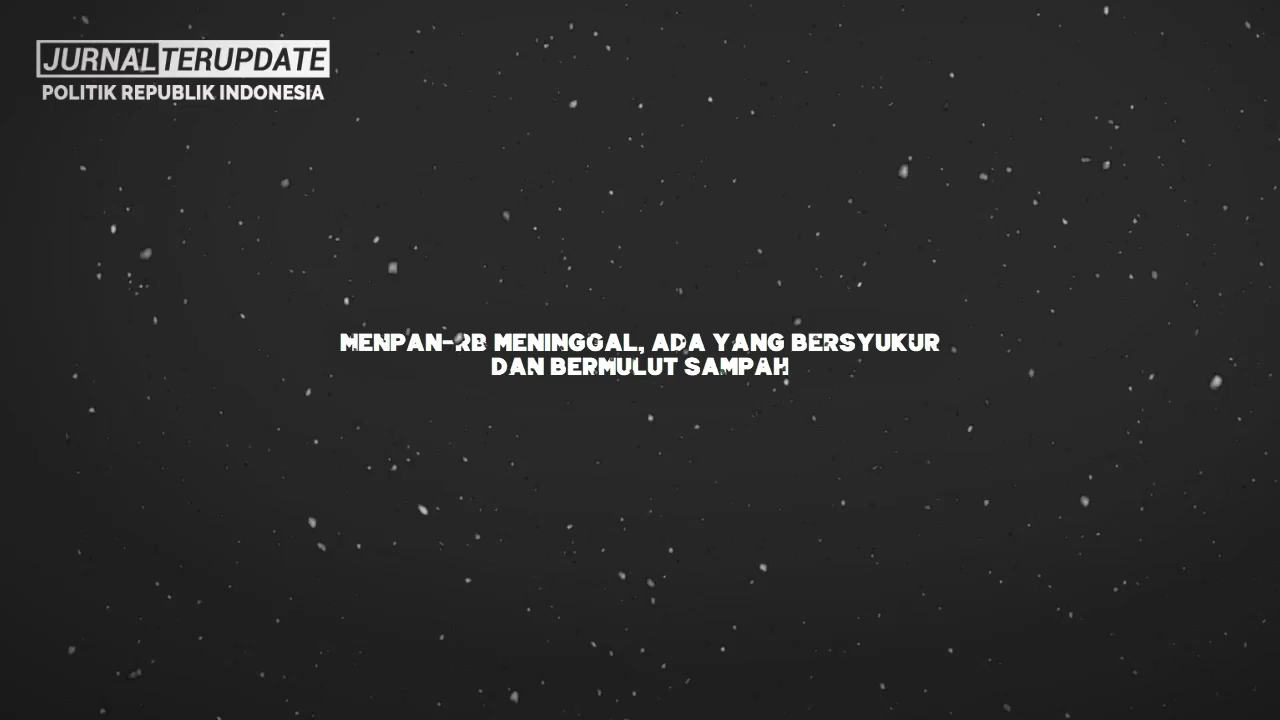 JURNALTERUPDATE
POLITIK REPUBLIK INDONESIA
MENPAN-RB MENINGGAL, ADA YANG BERSYUKUR
DAN BERMULUT SAMPAH